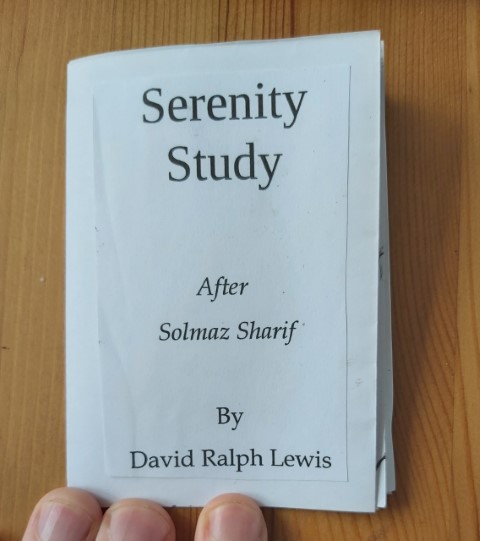 Serenity
Study
After
Solmaz Sharif
By
David Ralph Lewis